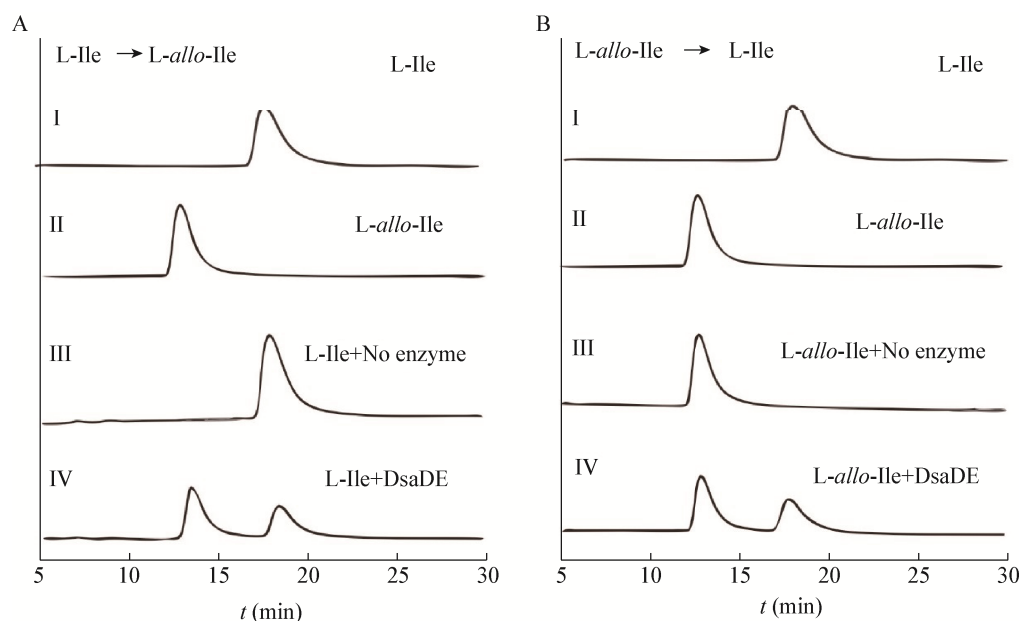 A
L-Ile → L-allo-Ile
L-Ile
I
II
L-allo-Ile
III
L-Ile+No enzyme
IV
L-Ile+DsaDE
5 10 15 20 25 30
t (min)
B
L-allo-Ile → L-Ile
L-Ile
I
II
L-allo-Ile
III
L-allo-Ile+No enzyme
IV
L-allo-Ile+DsaDE
5 10 15 20 25 30
t (min)